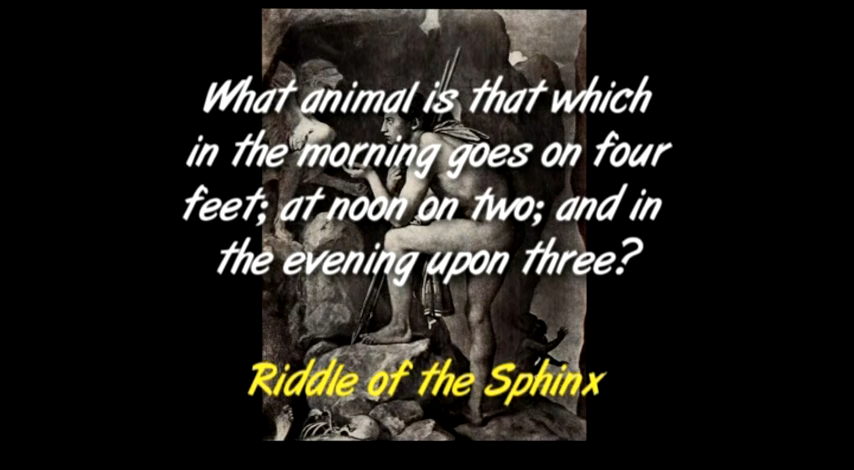 What animal is that which
in the morning goes on four
feet; at noon on two; and in
the evening upon three?
Riddle of the Sphinx